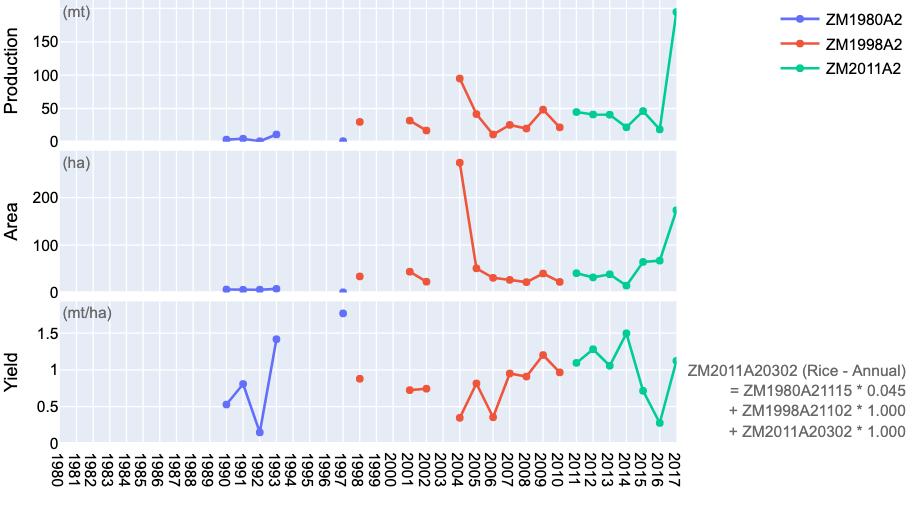 (mt)
Production
150
100
50
0
ZM1980A2
ZM1998A2
ZM2011A2
(ha)
Area
200
100
0
(mt/ha)
Yield
1.5
1
0.5
0
ZM2011A20302 (Rice - Annual)
= ZM1980A21115 * 0.045
+ ZM1998A21102 * 1.000
+ ZM2011A20302 * 1.000
1980 1981 1982 1983 1984 1985 1986 1987 1988 1989 1990 1991 1992 1993 1994 1995 1996 1997 1998 1999 2000 2001 2002 2003 2004 2005 2006 2007 2008 2009 2010 2011 2012 2013 2014 2015 2016 2017